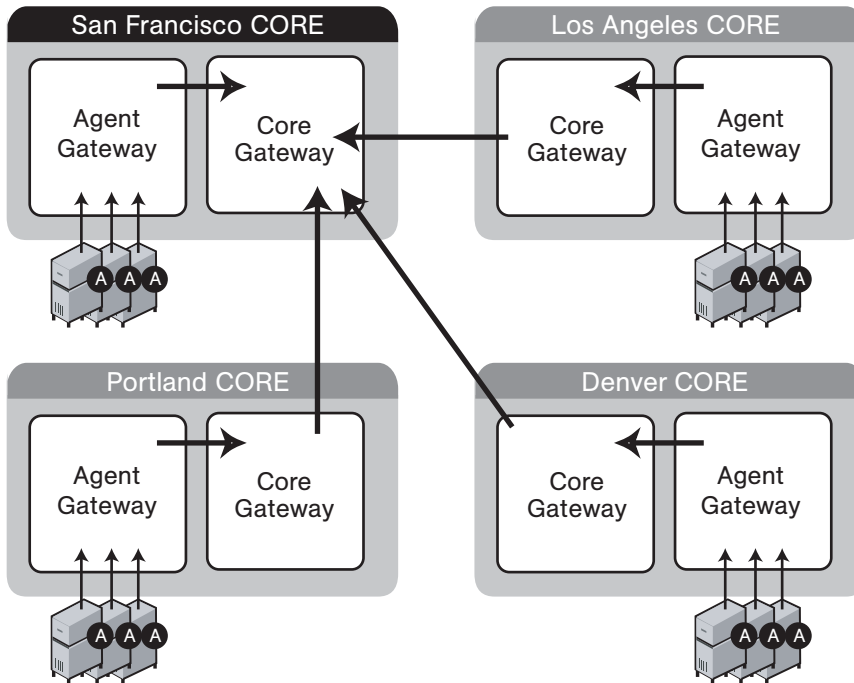 San Francisco CORE
Agent
Gateway
Core
Gateway
A A A
Los Angeles CORE
Core
Gateway
Agent
Gateway
A A A
Portland CORE
Agent
Gateway
Core
Gateway
A A A
Denver CORE
Core
Gateway
Agent
Gateway
A A A